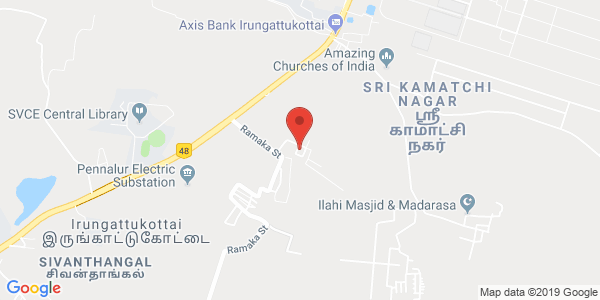 Axis Bank Irungattukottai
Amazing
Churches of India
SRI KAMATCHI
NAGAR
ஸ்ரீ
காமாட்சி
நகர்
SVCE Central Library
Ramaka St
48
Pennalur Electric
Substation
Ilahi Masjid & Madarasa
Irungattukottai
இருங்காட்டுகோட்டை
Ramaka St
SIVANTHANGAL
சிவன்தாங்கல்
Google
Map data ©2019 Google